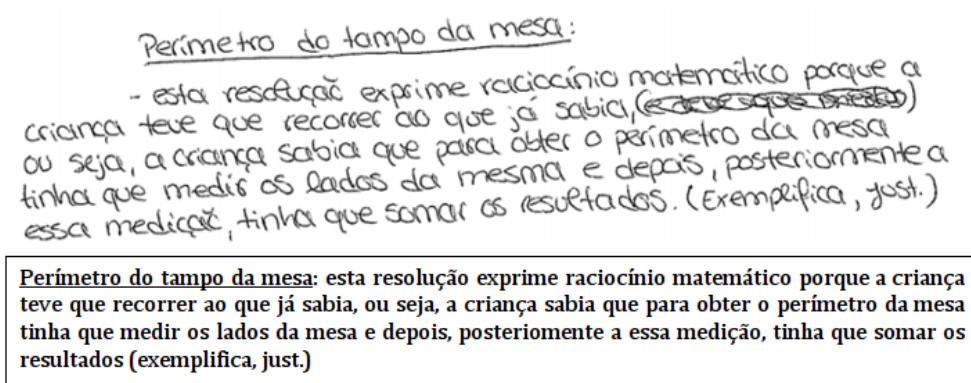 Perímetro do tampo da mesa:
- esta resolução exprime raciocínio matemático porque a
criança teve que recorrer ao que já sabia,
ou seja, a criança sabia que para obter o perímetro da mesa
tinha que medir os lados da mesma e depois, posteriormente a
essa medição, tinha que somar os resultados. (Exemplifica, just.)
Perímetro do tampo da mesa: esta resolução exprime raciocínio matemático porque a criança
teve que recorrer ao que já sabia, ou seja, a criança sabia que para obter o perímetro da mesa
tinha que medir os lados da mesa e depois, posteriormente a essa medição, tinha que somar os
resultados (exemplifica, just.)